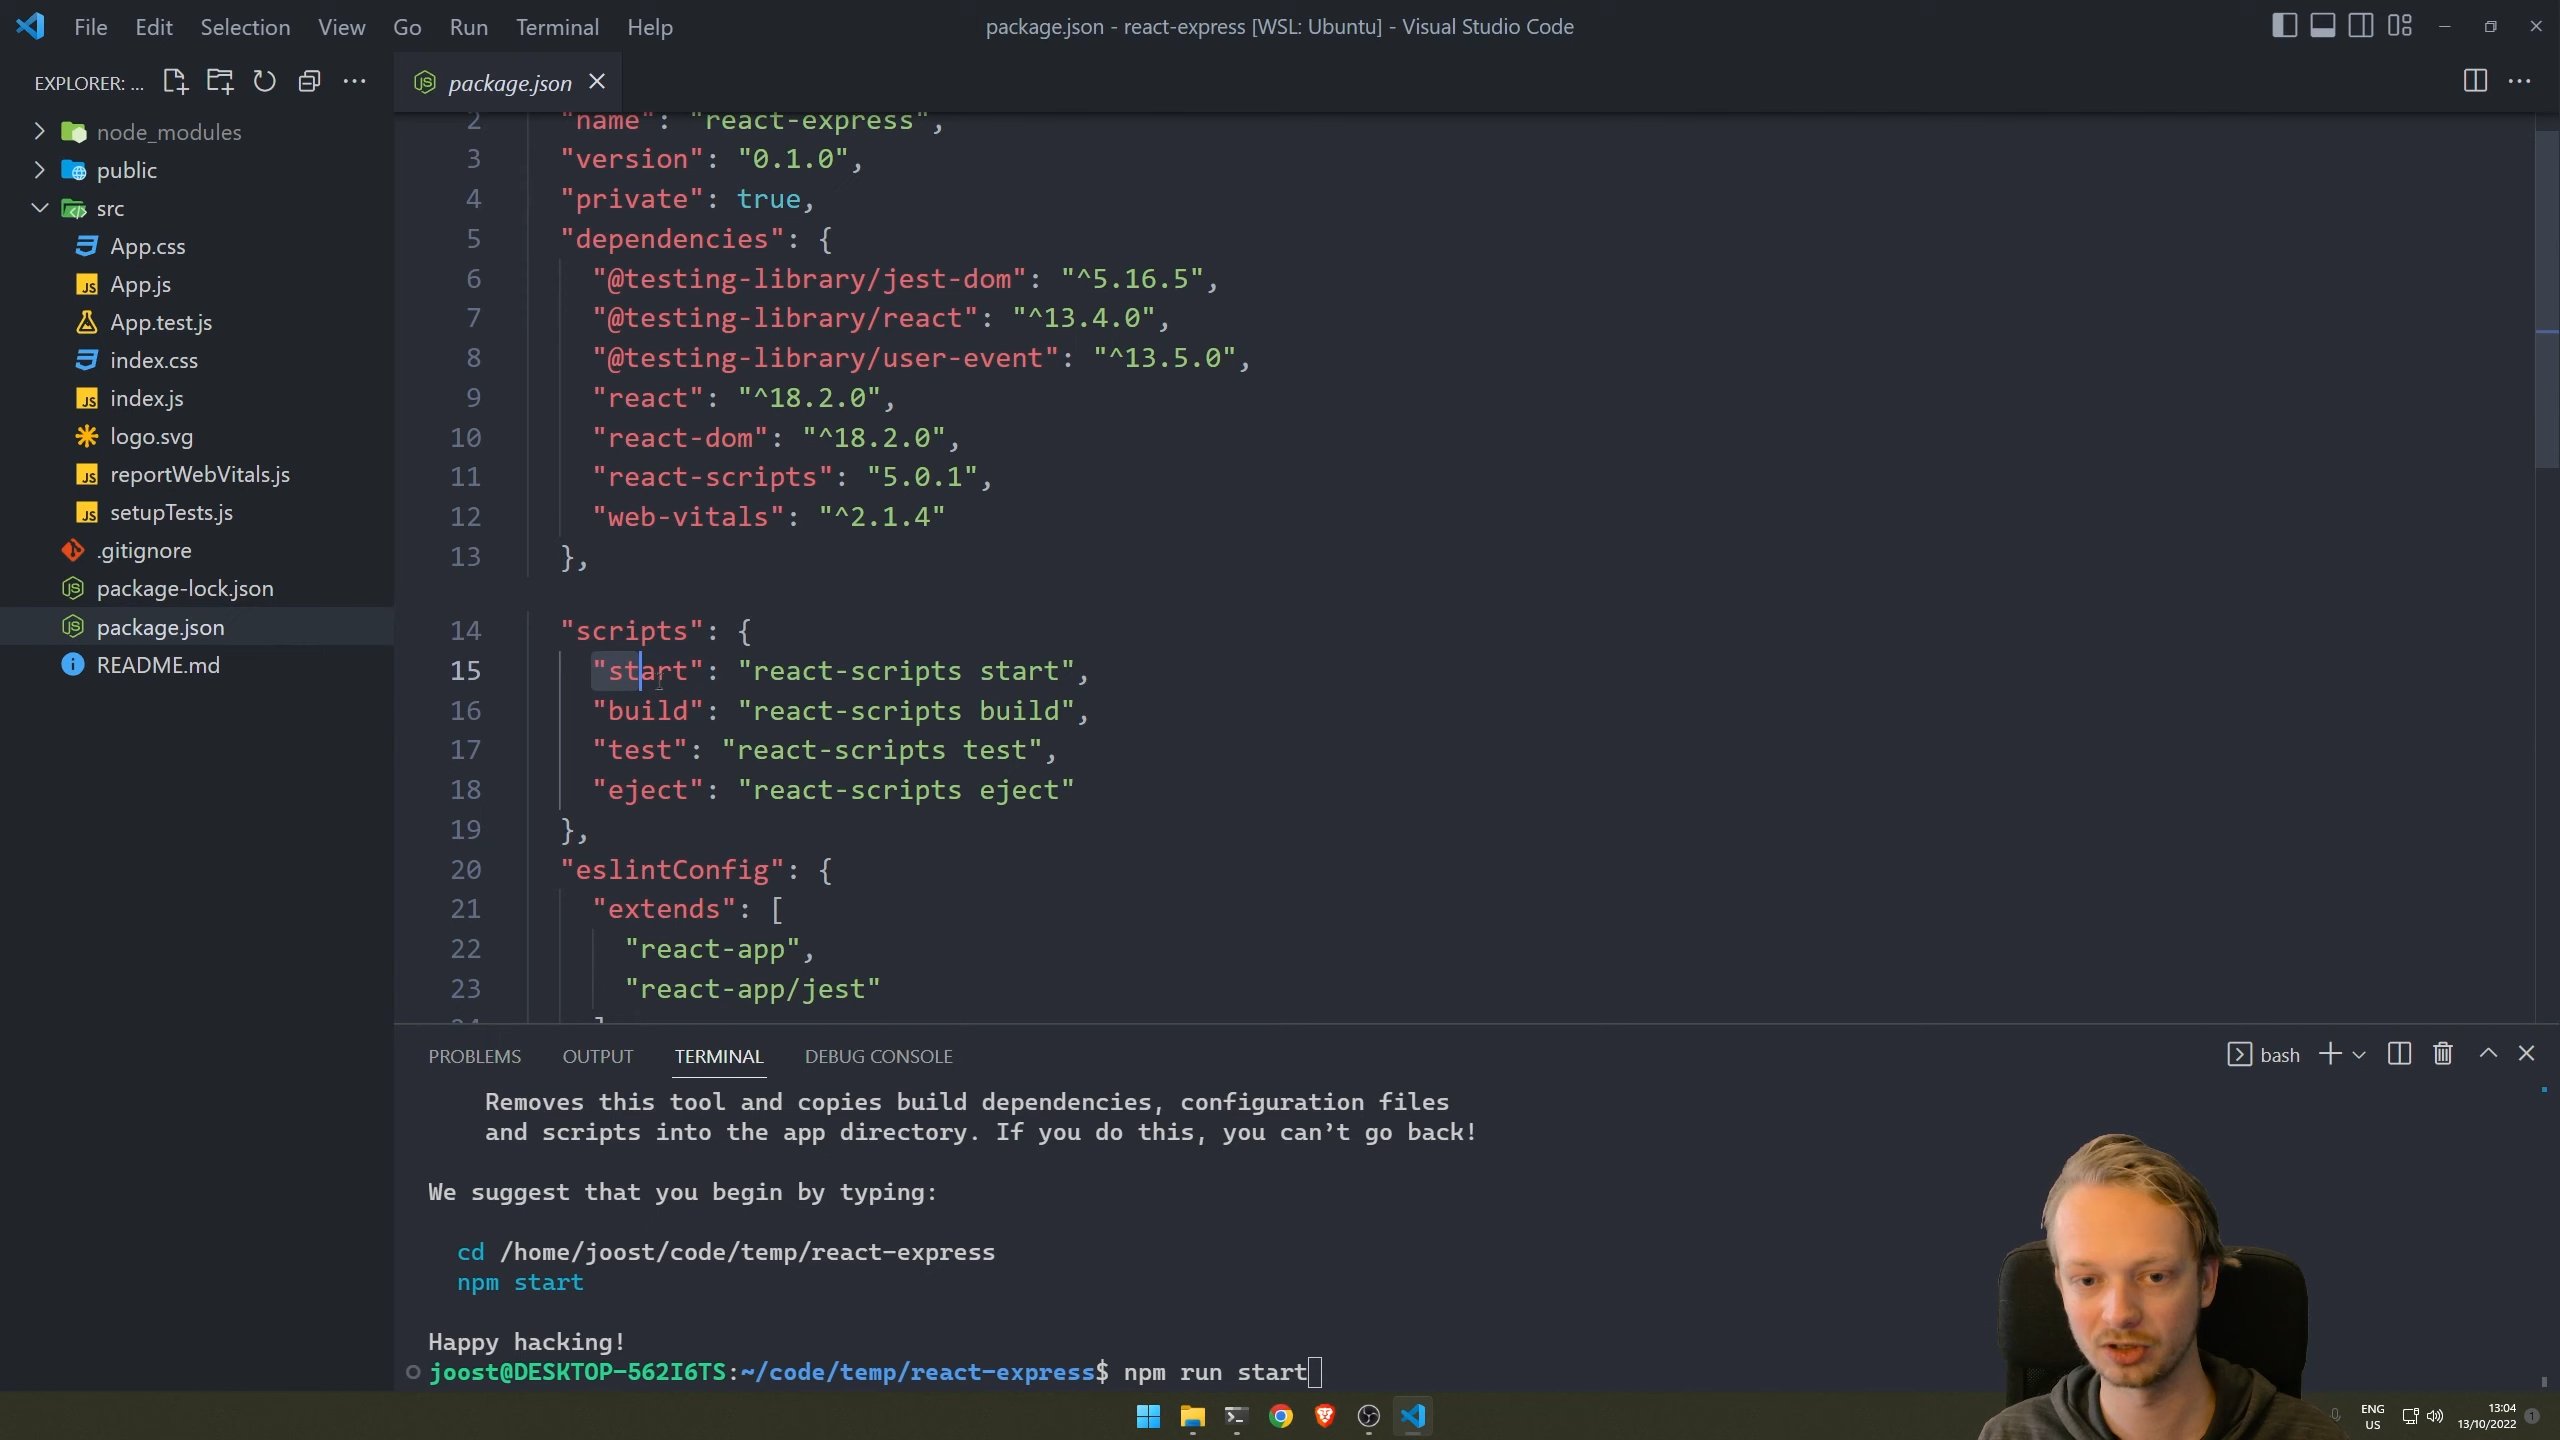 File Edit Selection View Go Run Terminal Help
package.json - react-express [WSL: Ubuntu] - Visual Studio Code
EXPLORER: ...
package.json
node_modules
public
src
App.css
App.js
App.test.js
index.css
index.js
logo.svg
reportWebVitals.js
setupTests.js
.gitignore
package-lock.json
package.json
README.md
2 "name": "react-express",
3 "version": "0.1.0",
4 "private": true,
5 "dependencies": {
6 "@testing-library/jest-dom": "^5.16.5",
7 "@testing-library/react": "^13.4.0",
8 "@testing-library/user-event": "^13.5.0",
9 "react": "^18.2.0",
10 "react-dom": "^18.2.0",
11 "react-scripts": "5.0.1",
12 "web-vitals": "^2.1.4"
13 },
14 "scripts": {
15 "start": "react-scripts start",
16 "build": "react-scripts build",
17 "test": "react-scripts test",
18 "eject": "react-scripts eject"
19 },
20 "eslintConfig": {
21 "extends": [
22 "react-app",
23 "react-app/jest"
24 ]
PROBLEMS OUTPUT TERMINAL DEBUG CONSOLE
bash
Removes this tool and copies build dependencies, configuration files
and scripts into the app directory. If you do this, you can’t go back!
We suggest that you begin by typing:
cd /home/joost/code/temp/react-express
npm start
Happy hacking!
joost@DESKTOP-562I6TS:~/code/temp/react-express$ npm run start
ENG
US
13:04
13/10/2022
1